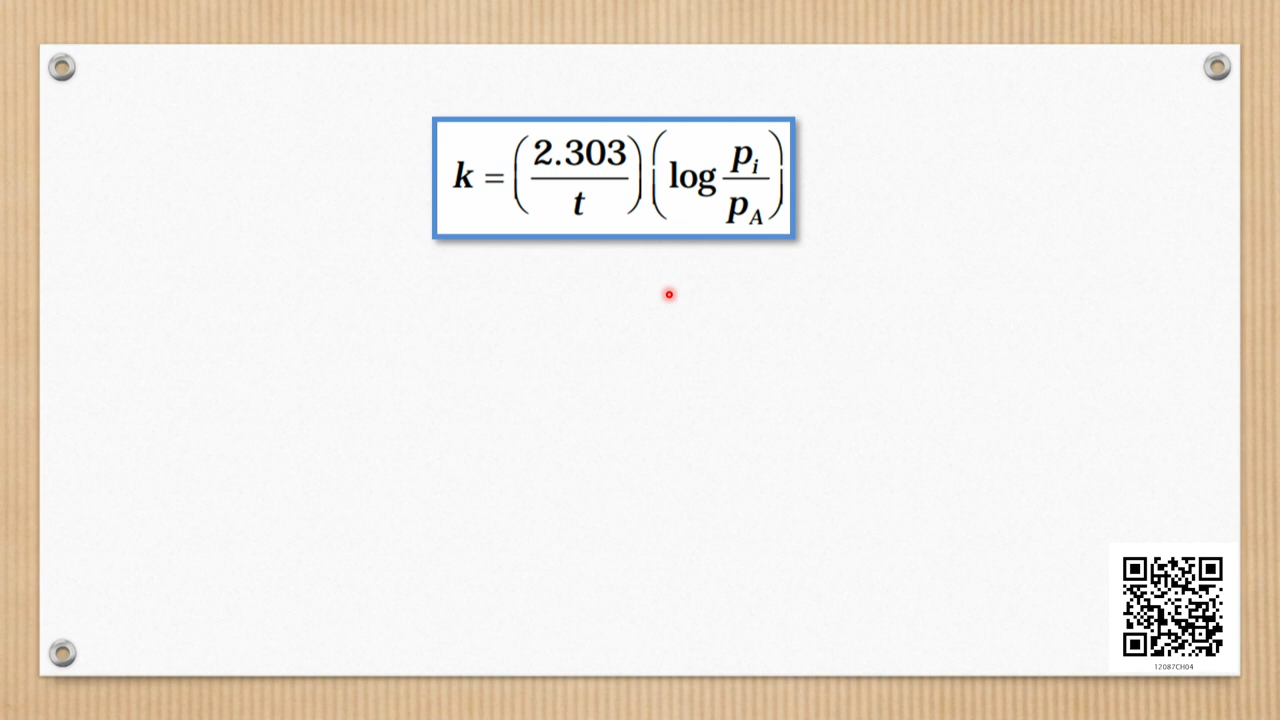 k = (2.303 / t) (log p_i / p_A)
12087CH04